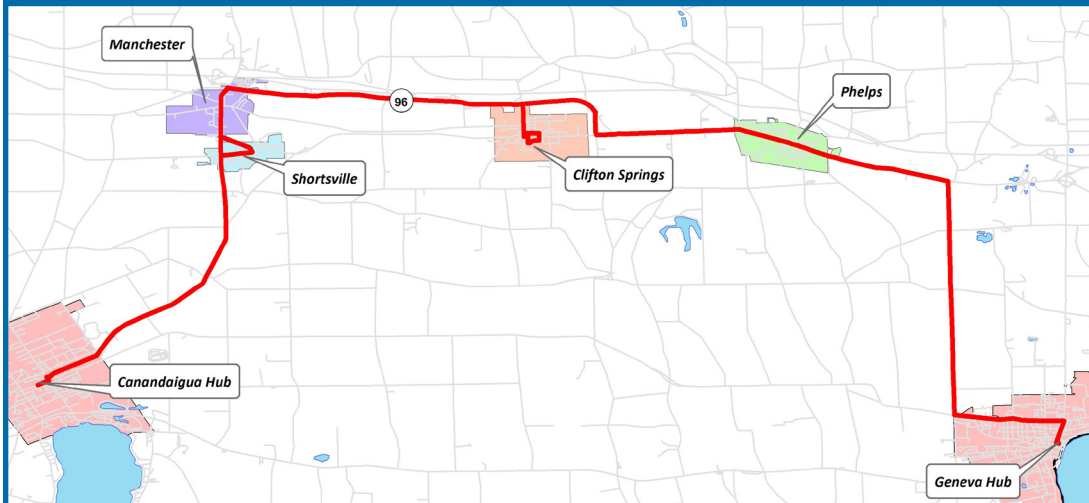 Manchester
96
Phelps
Shortsville
Clifton Springs
Canandaigua Hub
Geneva Hub